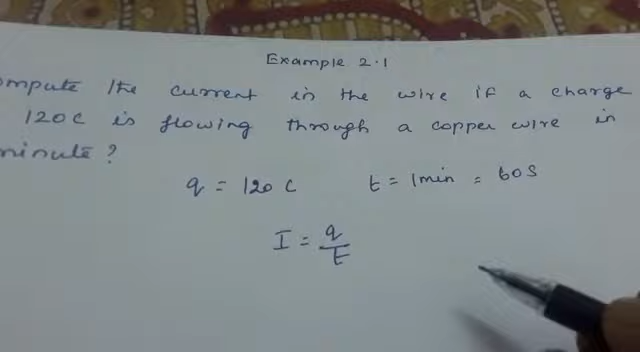 Example 2.1
ompute the current in the wire if a charge
120C is flowing through a copper wire in
minute?
q = 120 C t = 1min = 60S
I = q/t